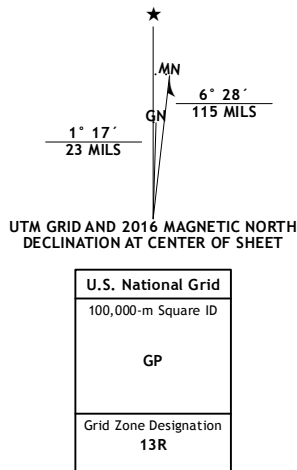 MN
GN
6° 28´
115 MILS
1° 17´
23 MILS
UTM GRID AND 2016 MAGNETIC NORTH
DECLINATION AT CENTER OF SHEET
U.S. National Grid
100,000-m Square ID
GP
Grid Zone Designation
13R